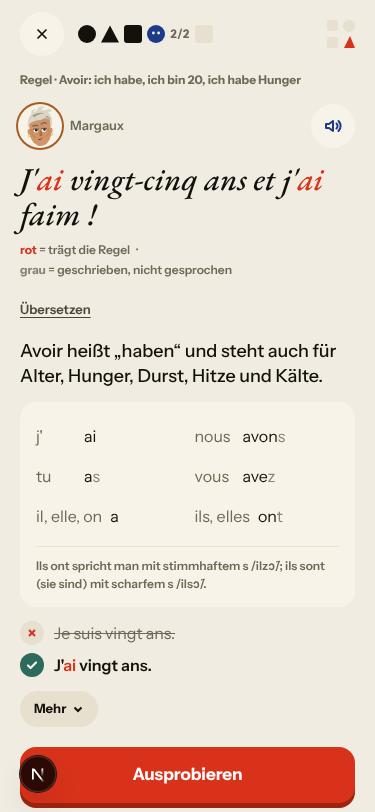 2/2
Regel · Avoir: ich habe, ich bin 20, ich habe Hunger
Margaux
J'ai vingt-cinq ans et j'ai
faim !
rot = trägt die Regel ·
grau = geschrieben, nicht gesprochen
Übersetzen
Avoir heißt „haben“ und steht auch für
Alter, Hunger, Durst, Hitze und Kälte.
j' ai nous avons
tu as vous avez
il, elle, on a ils, elles ont
Ils ont spricht man mit stimmhaftem s /ilzɔ̃/; ils sont
(sie sind) mit scharfem s /ilsɔ̃/.
Je suis vingt ans.
J'ai vingt ans.
Mehr
N
Ausprobieren